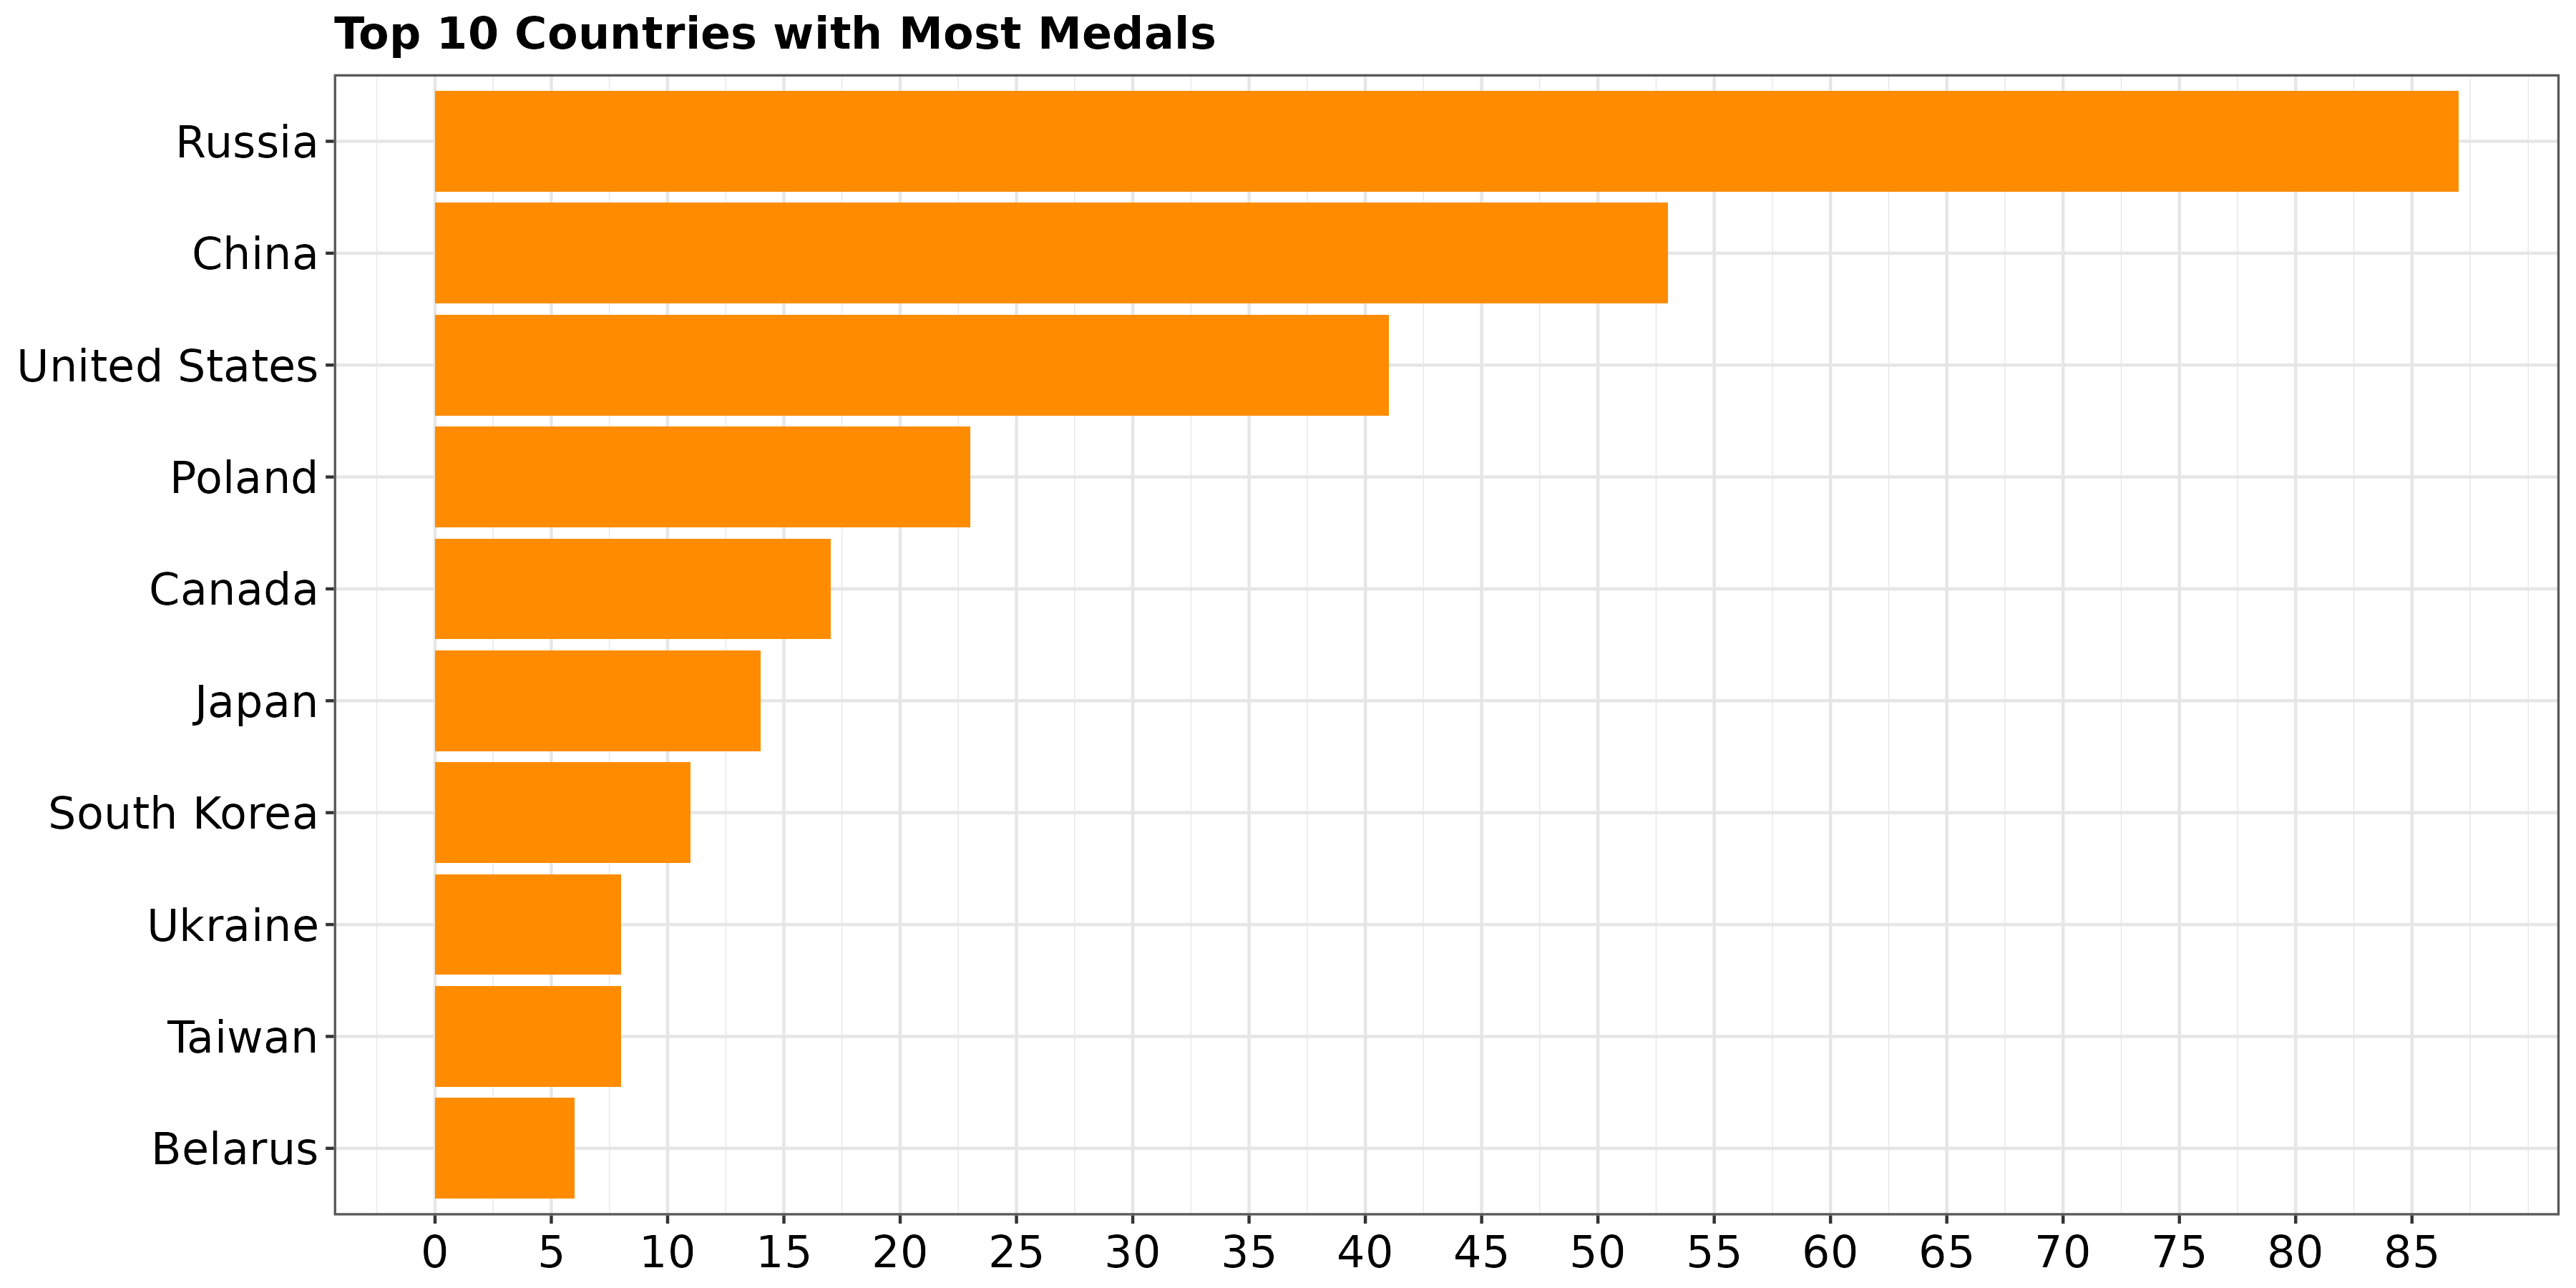 Top 10 Countries with Most Medals
Russia
China
United States
Poland
Canada
Japan
South Korea
Ukraine
Taiwan
Belarus
0 5 10 15 20 25 30 35 40 45 50 55 60 65 70 75 80 85